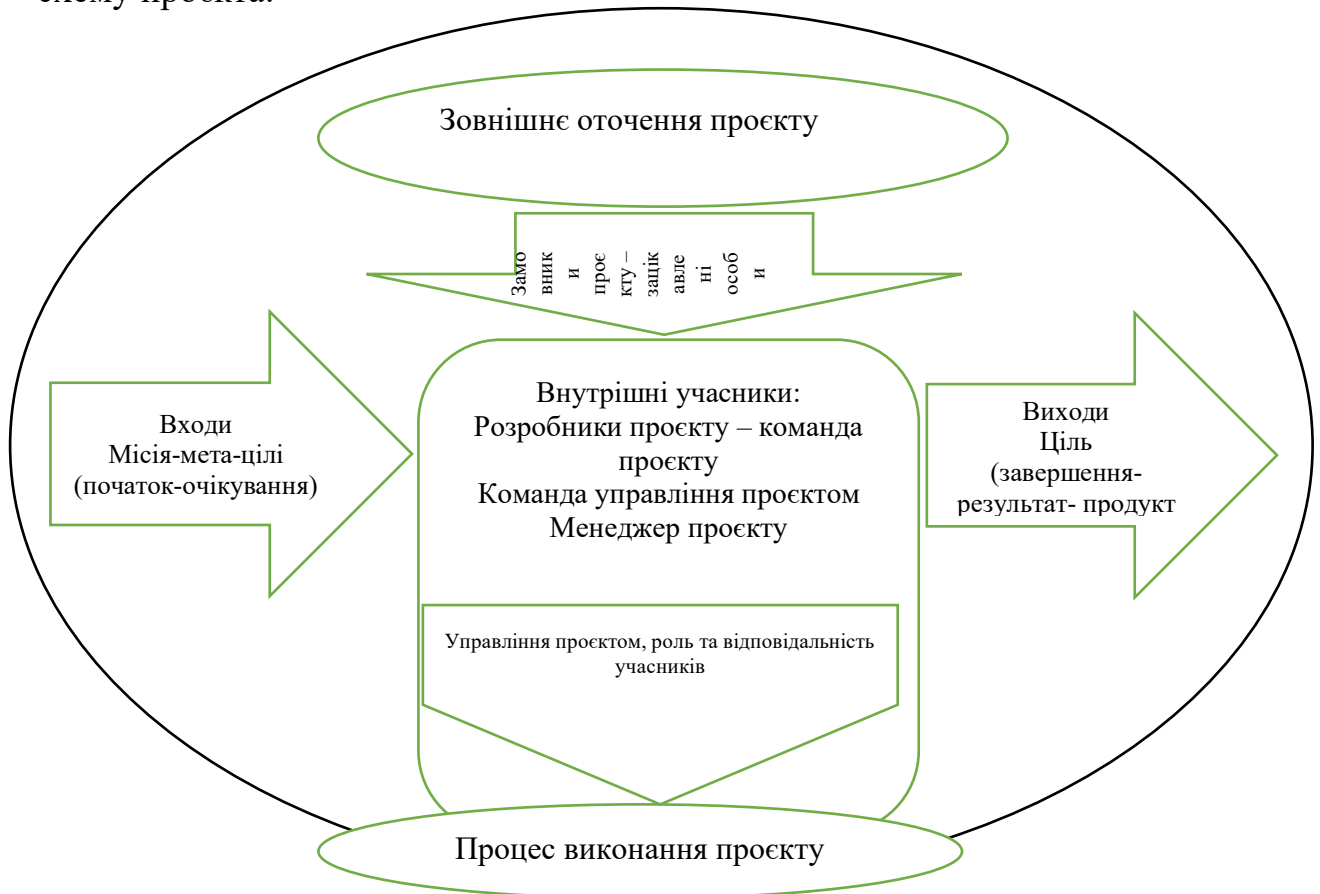 схему проєкта.
Зовнішнє оточення проєкту
Замо
вник
и
проє
кту –
зацік
авле
ні
особ
и
Входи
Місія-мета-цілі
(початок-очікування)
Внутрішні учасники:
Розробники проєкту – команда
проєкту
Команда управління проєктом
Менеджер проєкту
Виходи
Ціль
(завершення-
результат- продукт
Управління проєктом, роль та відповідальність
учасників
Процес виконання проєкту